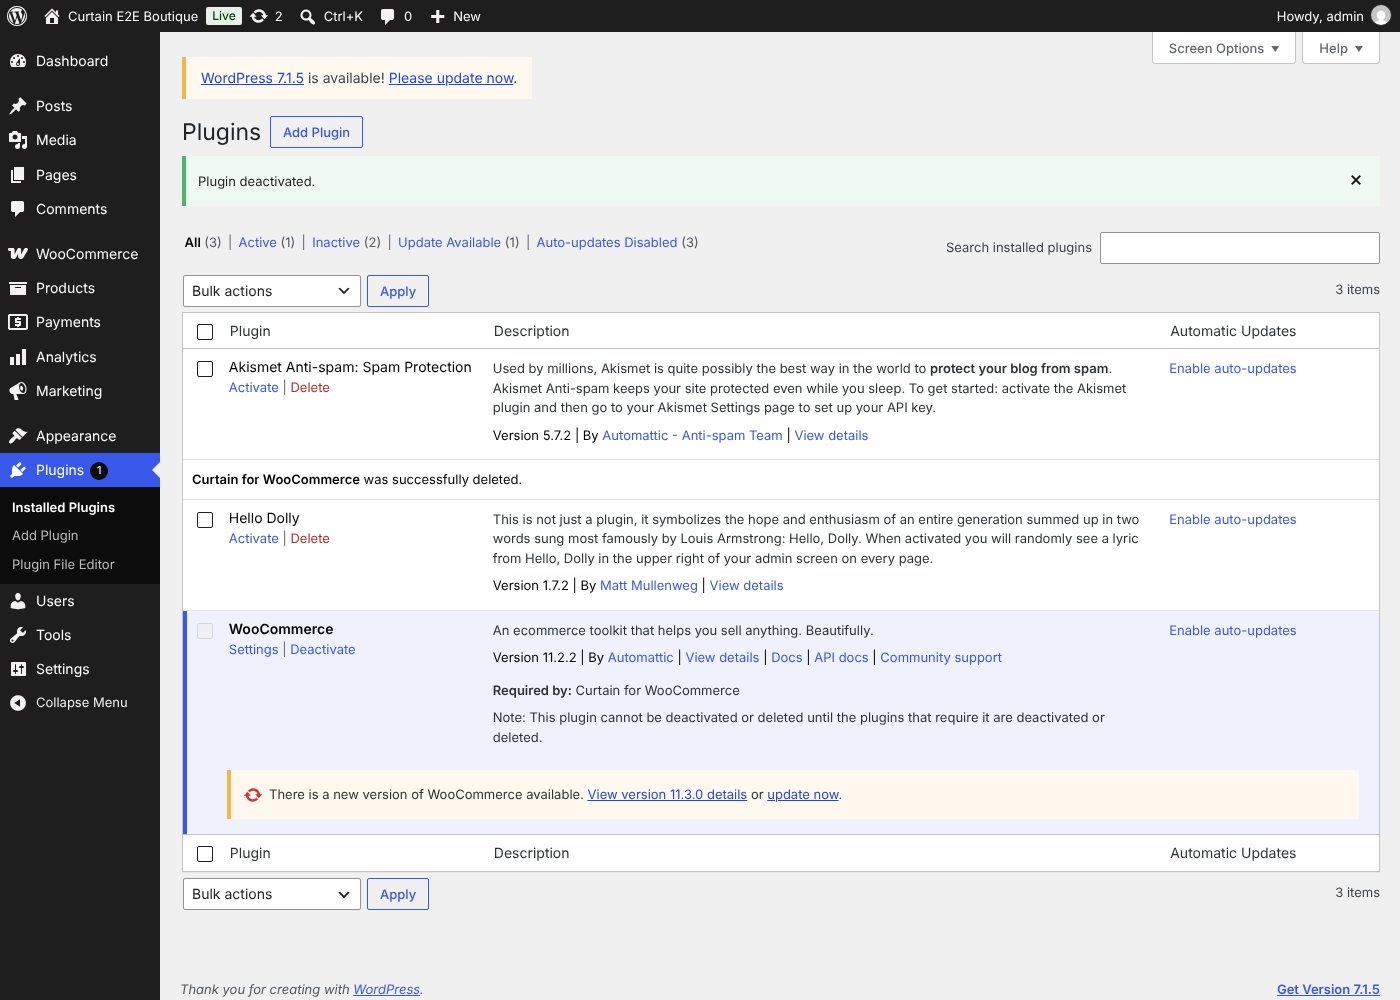 Curtain E2E Boutique Live 2 Ctrl+K 0 New Howdy, admin
Screen Options Help
Dashboard
Posts
Media
Pages
Comments
WooCommerce
Products
Payments
Analytics
Marketing
Appearance
Plugins 1
Installed Plugins
Add Plugin
Plugin File Editor
Users
Tools
Settings
Collapse Menu
WordPress 7.1.5 is available! Please update now.
Plugins Add Plugin
Plugin deactivated.
All (3) | Active (1) | Inactive (2) | Update Available (1) | Auto-updates Disabled (3)
Search installed plugins
Bulk actions Apply 3 items
Plugin Description Automatic Updates
Akismet Anti-spam: Spam Protection
Activate | Delete
Used by millions, Akismet is quite possibly the best way in the world to protect your blog from spam.
Akismet Anti-spam keeps your site protected even while you sleep. To get started: activate the Akismet
plugin and then go to your Akismet Settings page to set up your API key.
Version 5.7.2 | By Automattic - Anti-spam Team | View details
Enable auto-updates
Curtain for WooCommerce was successfully deleted.
Hello Dolly
Activate | Delete
This is not just a plugin, it symbolizes the hope and enthusiasm of an entire generation summed up in two
words sung most famously by Louis Armstrong: Hello, Dolly. When activated you will randomly see a lyric
from Hello, Dolly in the upper right of your admin screen on every page.
Version 1.7.2 | By Matt Mullenweg | View details
Enable auto-updates
WooCommerce
Settings | Deactivate
An ecommerce toolkit that helps you sell anything. Beautifully.
Version 11.2.2 | By Automattic | View details | Docs | API docs | Community support
Required by: Curtain for WooCommerce
Note: This plugin cannot be deactivated or deleted until the plugins that require it are deactivated or
deleted.
Enable auto-updates
There is a new version of WooCommerce available. View version 11.3.0 details or update now.
Plugin Description Automatic Updates
Bulk actions Apply 3 items
Thank you for creating with WordPress. Get Version 7.1.5